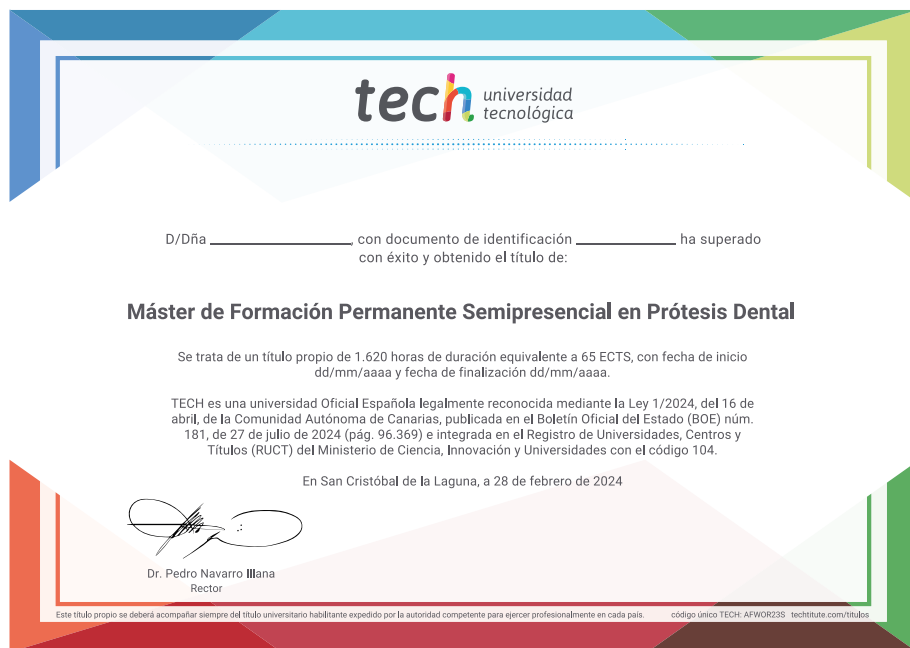 tech universidad
tecnológica
D/Dña ______________, con documento de identificación __________ ha superado
con éxito y obtenido el título de:
Máster de Formación Permanente Semipresencial en Prótesis Dental
Se trata de un título propio de 1.620 horas de duración equivalente a 65 ECTS, con fecha de inicio
dd/mm/aaaa y fecha de finalización dd/mm/aaaa.
TECH es una universidad Oficial Española legalmente reconocida mediante la Ley 1/2024, del 16 de
abril, de la Comunidad Autónoma de Canarias, publicada en el Boletín Oficial del Estado (BOE) núm.
181, de 27 de julio de 2024 (pág. 96.369) e integrada en el Registro de Universidades, Centros y
Títulos (RUCT) del Ministerio de Ciencia, Innovación y Universidades con el código 104.
En San Cristóbal de la Laguna, a 28 de febrero de 2024
Dr. Pedro Navarro Illana
Rector
Este título propio se deberá acompañar siempre del título universitario habilitante expedido por la autoridad competente para ejercer profesionalmente en cada país.
código único TECH: AFWOR23S techtitute.com/titulos